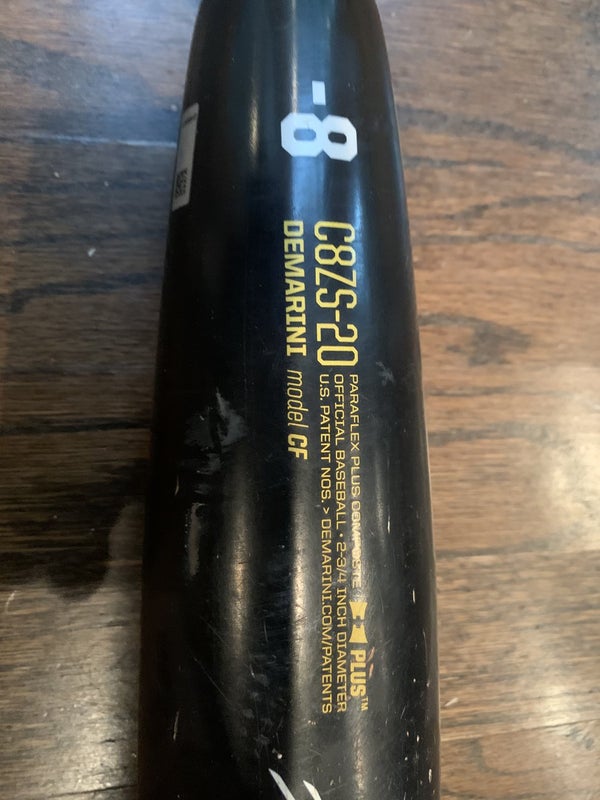 -8
C8ZS-20
DEMARINI model CF
PARAFLEX PLUS COMPOSITE
OFFICIAL BASEBALL • 2-3/4 INCH DIAMETER
U.S. PATENT NOS. > DEMARINI.COM/PATENTS
PLUS™